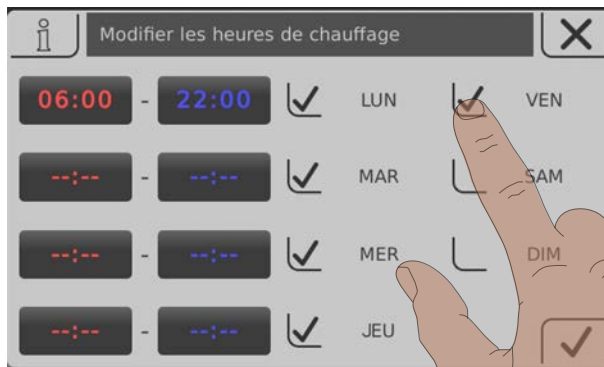 Modifier les heures de chauffage
06:00 - 22:00 LUN VEN
--:-- - --:-- MAR SAM
--:-- - --:-- MER DIM
--:-- - --:-- JEU